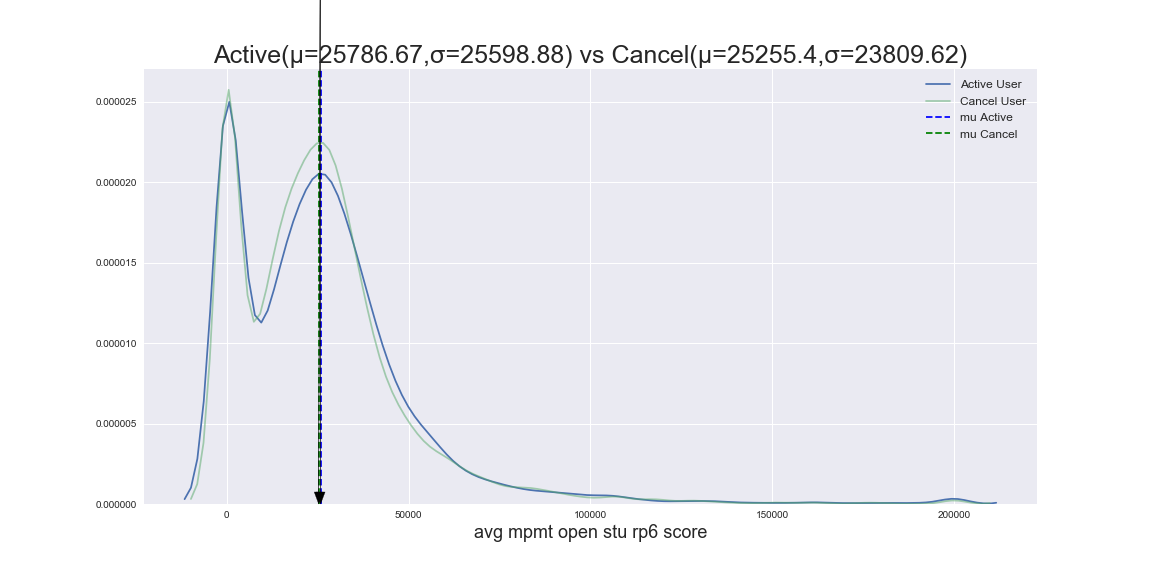 Active(μ=25786.67,σ=25598.88) vs Cancel(μ=25255.4,σ=23809.62)
Active User
Cancel User
mu Active
mu Cancel
0.000025
0.000020
0.000015
0.000010
0.000005
0.000000
0
50000
100000
150000
200000
avg mpmt open stu rp6 score